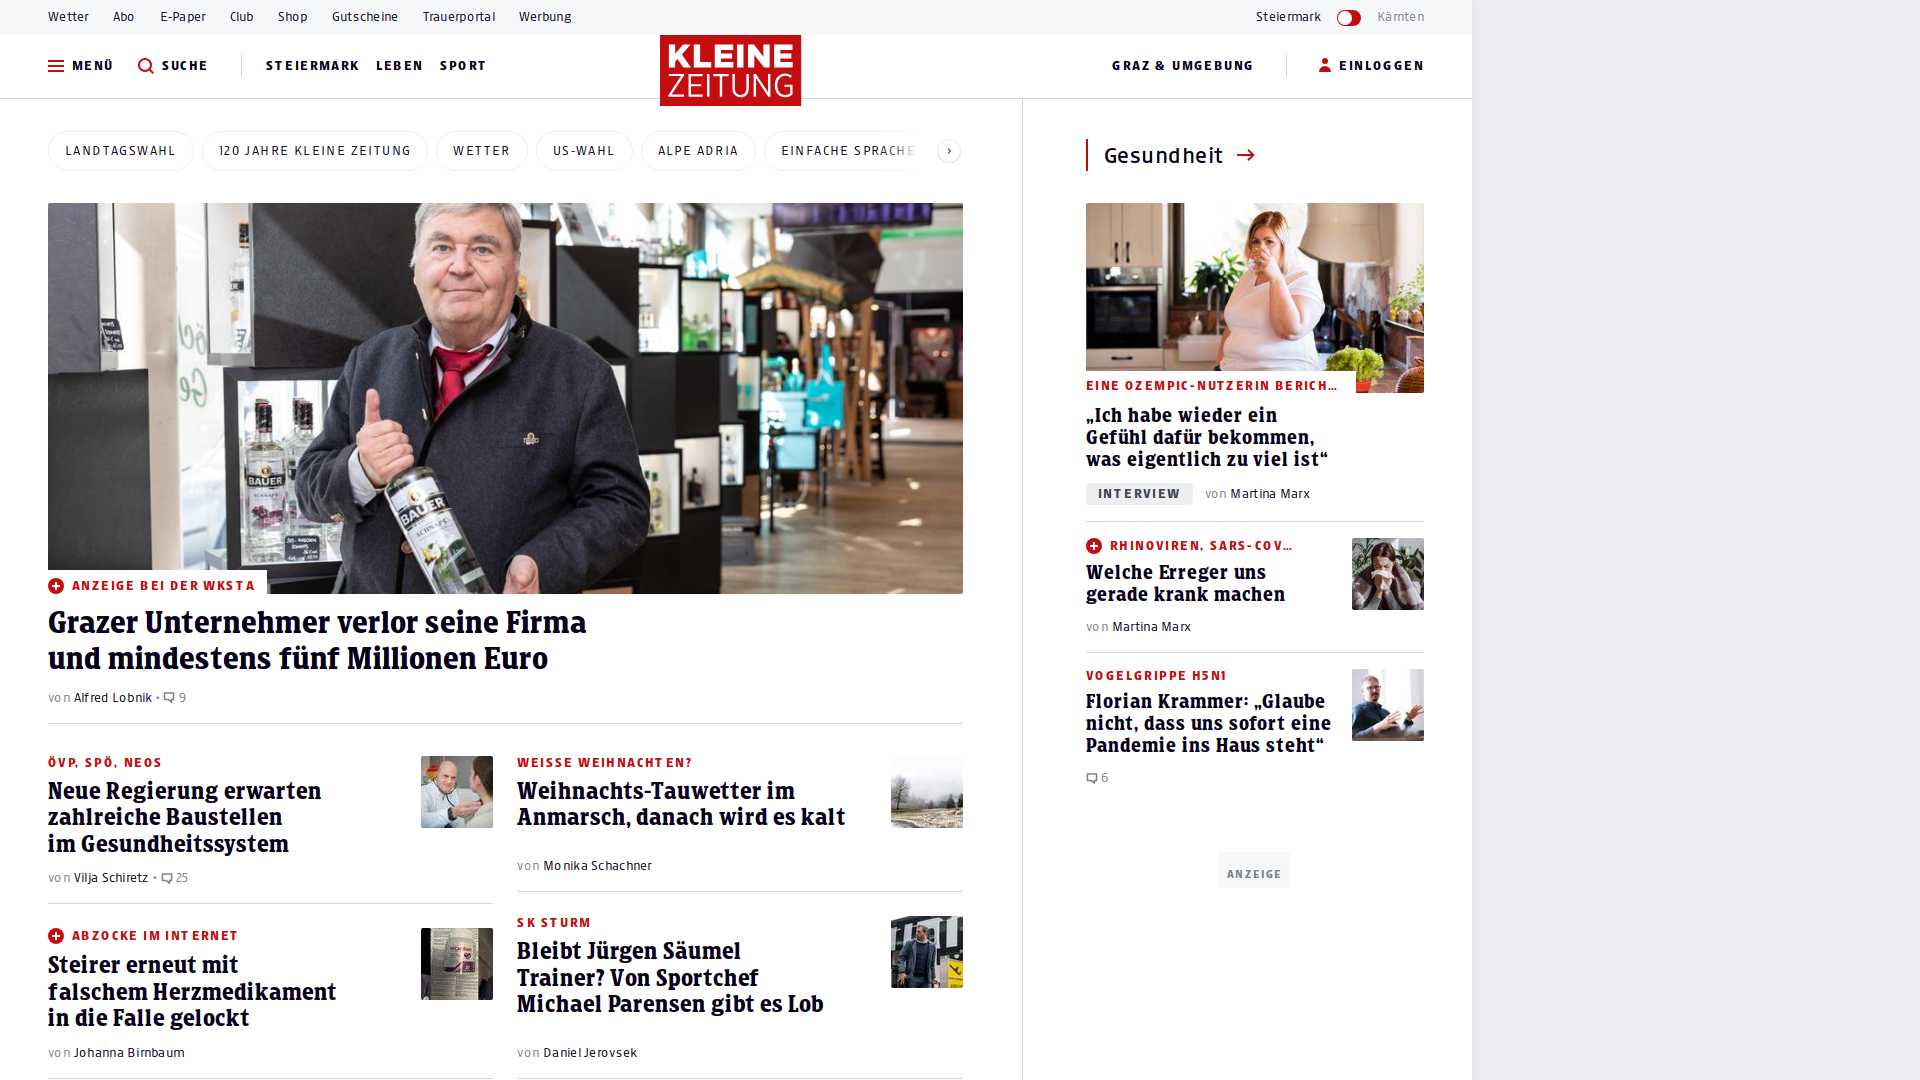 Wetter Abo E-Paper Club Shop Gutscheine Trauerportal Werbung Steiermark Kärnten
MENÜ SUCHE STEIERMARK LEBEN SPORT KLEINE ZEITUNG GRAZ & UMGEBUNG EINLOGGEN
LANDTAGSWAHL 120 JAHRE KLEINE ZEITUNG WETTER US-WAHL ALPE ADRIA EINFACHE SPRACHE
BAUER
BAUER
SCHNAPS
ANZEIGE BEI DER WKSTA
Grazer Unternehmer verlor seine Firma
und mindestens fünf Millionen Euro
von Alfred Lobnik • 9
ÖVP, SPÖ, NEOS
Neue Regierung erwarten
zahlreiche Baustellen
im Gesundheitssystem
von Vilja Schiretz • 25
ABZOCKE IM INTERNET
Steirer erneut mit
falschem Herzmedikament
in die Falle gelockt
von Johanna Birnbaum
WEISSE WEIHNACHTEN?
Weihnachts-Tauwetter im
Anmarsch, danach wird es kalt
von Monika Schachner
SK STURM
Bleibt Jürgen Säumel
Trainer? Von Sportchef
Michael Parensen gibt es Lob
von Daniel Jerovsek
Gesundheit
EINE OZEMPIC-NUTZERIN BERICH…
„Ich habe wieder ein
Gefühl dafür bekommen,
was eigentlich zu viel ist“
INTERVIEW von Martina Marx
RHINOVIREN, SARS-COV…
Welche Erreger uns
gerade krank machen
von Martina Marx
VOGELGRIPPE H5N1
Florian Krammer: „Glaube
nicht, dass uns sofort eine
Pandemie ins Haus steht“
6
ANZEIGE